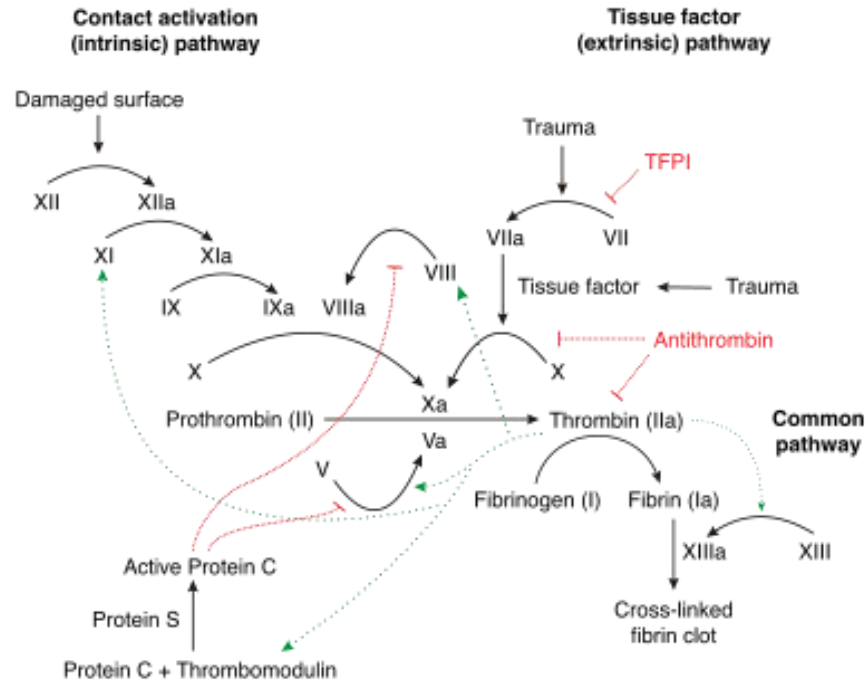 Contact activation
(intrinsic) pathway
Tissue factor
(extrinsic) pathway
Damaged surface
Trauma
TFPI
XII
XIIa
VIIa
VII
XI
XIa
VIII
IX
IXa
VIIIa
Tissue factor
Trauma
X
Xa
X
Antithrombin
Prothrombin (II)
Va
Thrombin (IIa)
Common
pathway
V
Fibrinogen (I)
Fibrin (Ia)
XIIIa
XIII
Active Protein C
Protein S
Cross-linked
fibrin clot
Protein C + Thrombomodulin